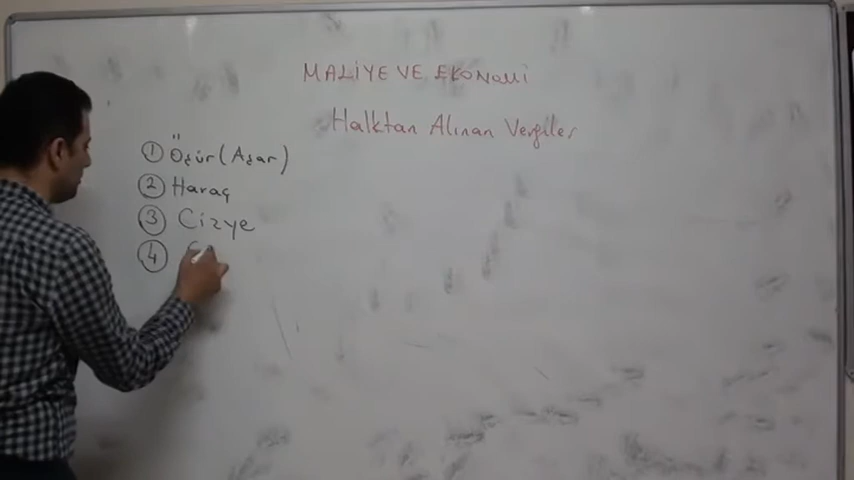 MALİYE VE EKONOMİ
Halktan Alınan Vergiler
1 Öşür (Aşar)
2 Haraç
3 Cizye
4